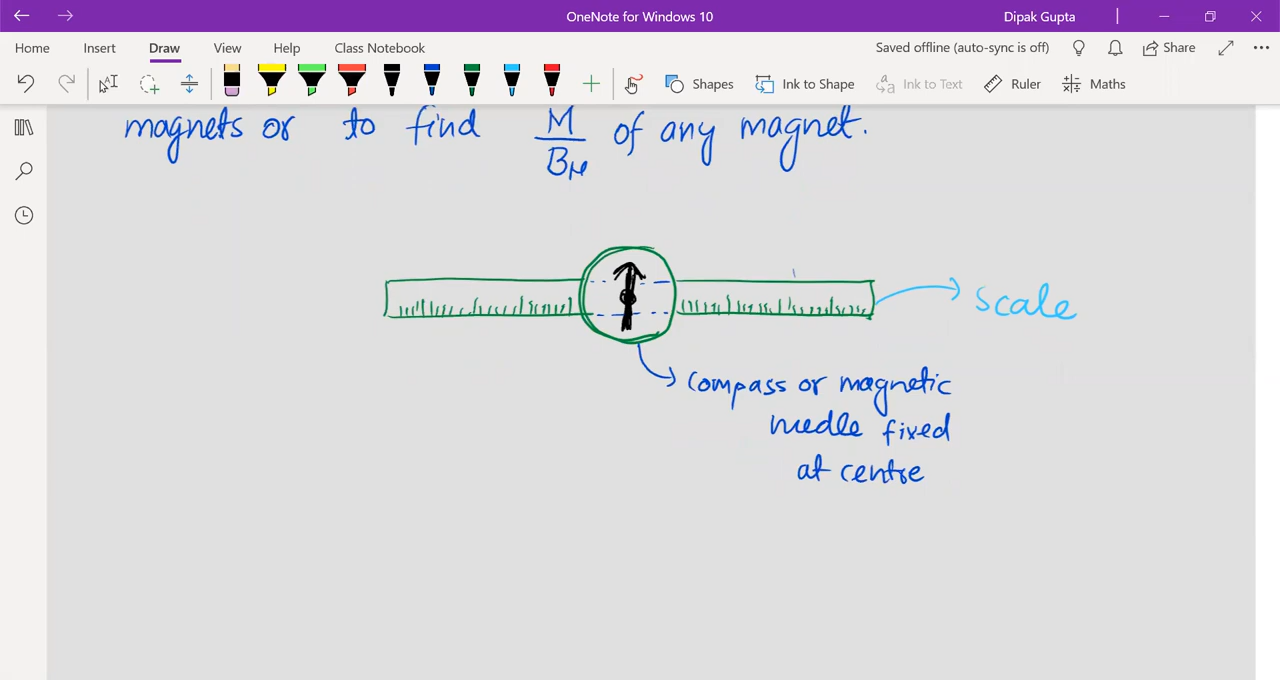 OneNote for Windows 10
Dipak Gupta
Home Insert Draw View Help Class Notebook
Saved offline (auto-sync is off) Share
Shapes Ink to Shape Ink to Text Ruler Maths
magnets or to find M/B_H of any magnet.
scale
compass or magnetic
needle fixed
at centre